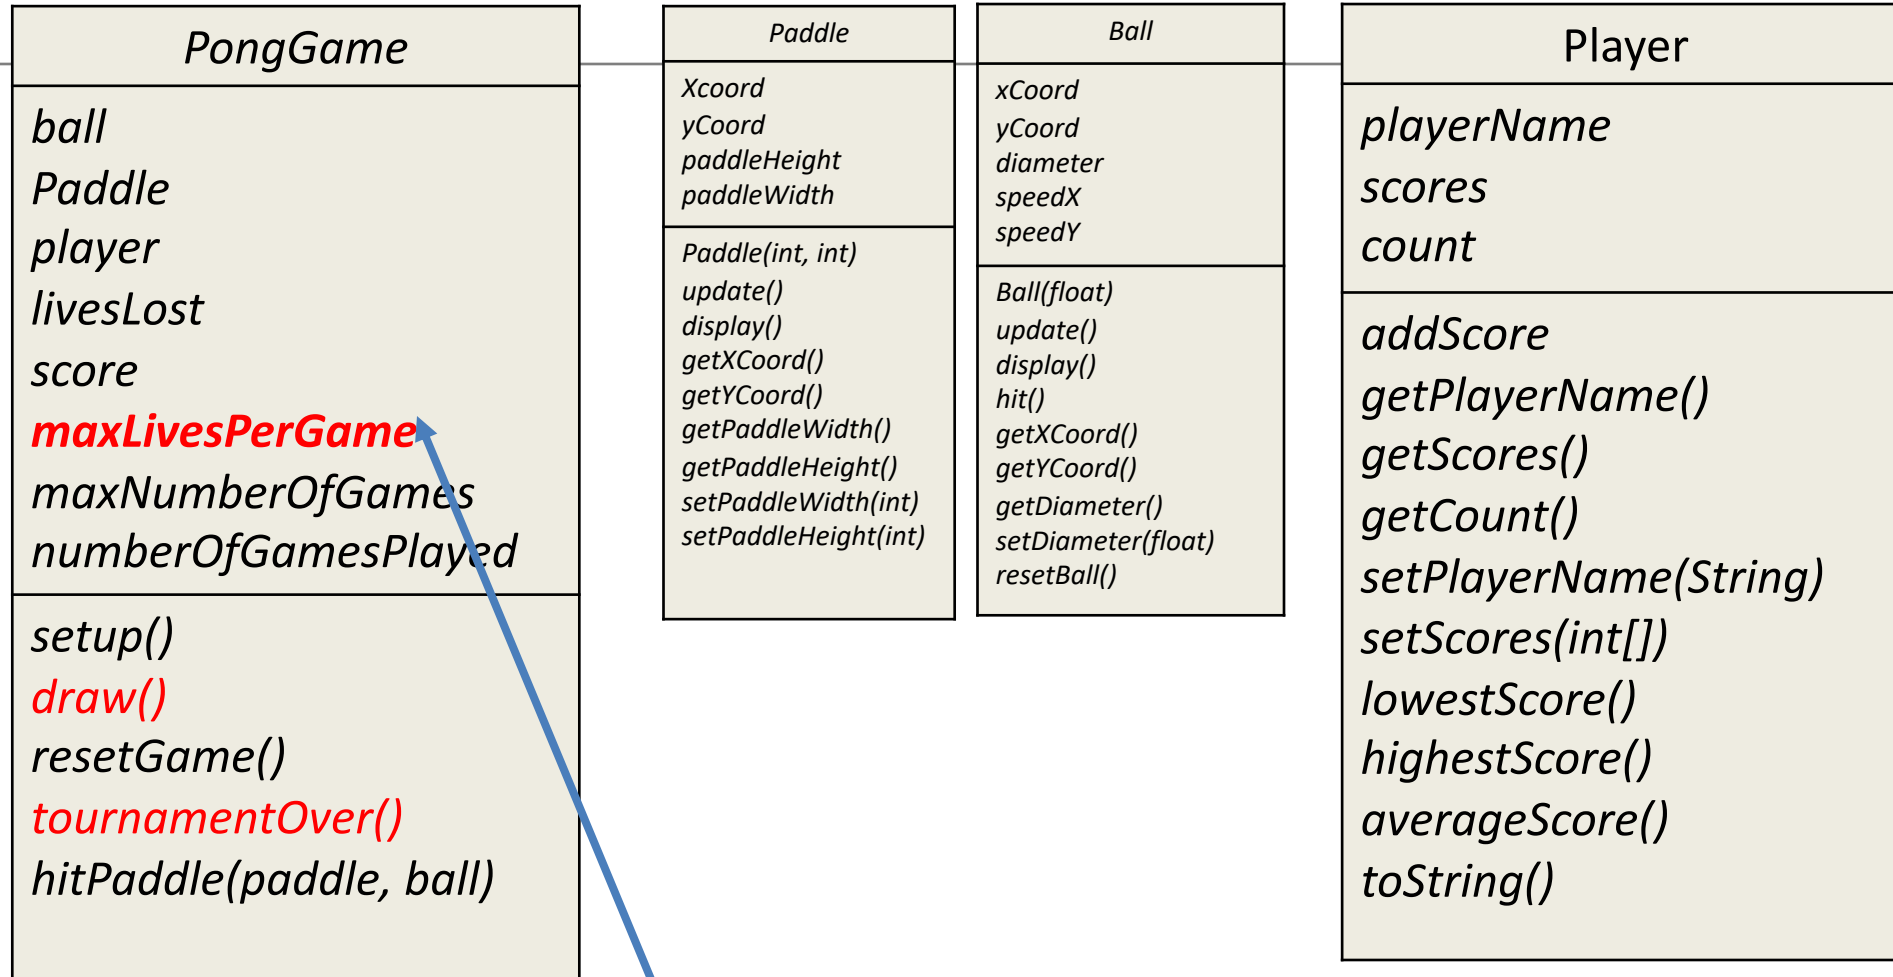 PongGame
ball
Paddle
player
livesLost
score
maxLivesPerGame
maxNumberOfGames
numberOfGamesPlayed
setup()
draw()
resetGame()
tournamentOver()
hitPaddle(paddle, ball)
Paddle
Xcoord
yCoord
paddleHeight
paddleWidth
Paddle(int, int)
update()
display()
getXCoord()
getYCoord()
getPaddleWidth()
getPaddleHeight()
setPaddleWidth(int)
setPaddleHeight(int)
Ball
xCoord
yCoord
diameter
speedX
speedY
Ball(float)
update()
display()
hit()
getXCoord()
getYCoord()
getDiameter()
setDiameter(float)
resetBall()
Player
playerName
scores
count
addScore
getPlayerName()
getScores()
getCount()
setPlayerName(String)
setScores(int[])
lowestScore()
highestScore()
averageScore()
toString()